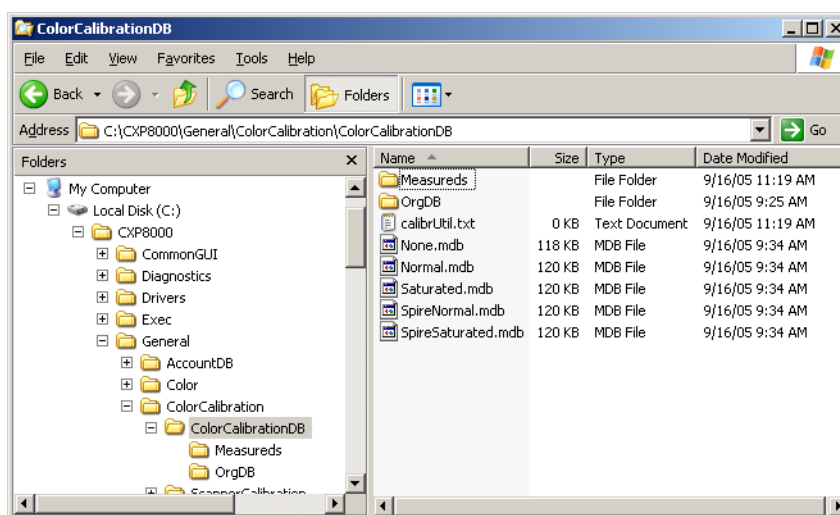 ColorCalibrationDB
File Edit View Favorites Tools Help
Back Search Folders
Address C:\CXP8000\General\ColorCalibration\ColorCalibrationDB Go
Folders x
My Computer
Local Disk (C:)
CXP8000
CommonGUI
Diagnostics
Drivers
Exec
General
AccountDB
Color
ColorCalibration
ColorCalibrationDB
Measureds
OrgDB
ScannerCalibration
Name Size Type Date Modified
Measureds File Folder 9/16/05 11:19 AM
OrgDB File Folder 9/16/05 9:25 AM
calibrUtil.txt 0 KB Text Document 9/16/05 11:19 AM
None.mdb 118 KB MDB File 9/16/05 9:34 AM
Normal.mdb 120 KB MDB File 9/16/05 9:34 AM
Saturated.mdb 120 KB MDB File 9/16/05 9:34 AM
SpireNormal.mdb 120 KB MDB File 9/16/05 9:34 AM
SpireSaturated.mdb 120 KB MDB File 9/16/05 9:34 AM